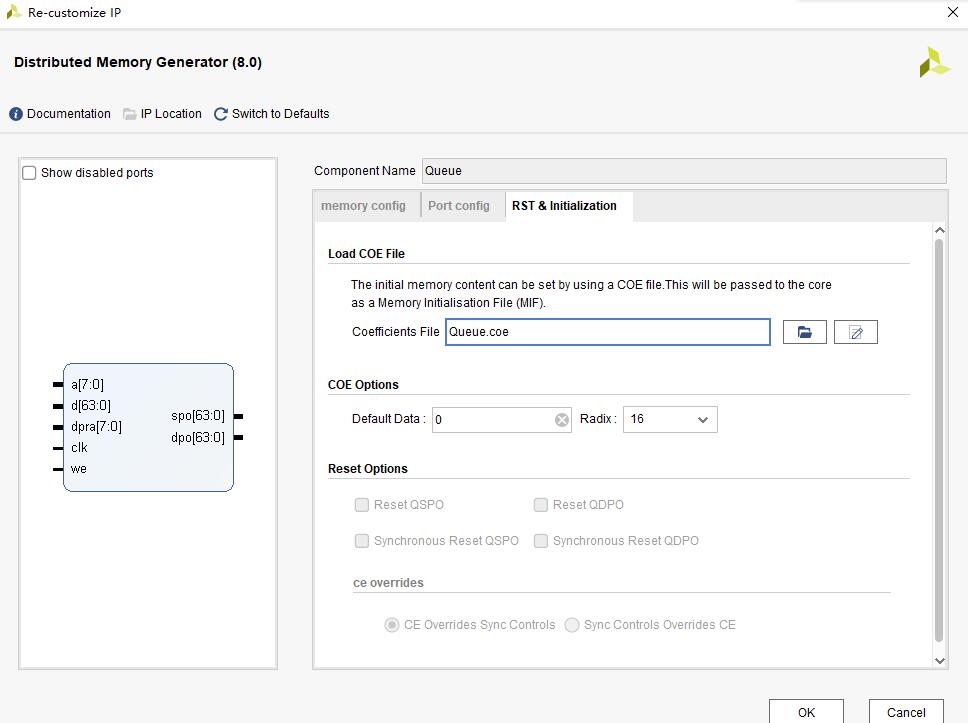 Re-customize IP
Distributed Memory Generator (8.0)
Documentation IP Location Switch to Defaults
Show disabled ports
a[7:0]
d[63:0]
dpra[7:0]
clk
we
spo[63:0]
dpo[63:0]
Component Name Queue
memory config Port config RST & Initialization
Load COE File
The initial memory content can be set by using a COE file.This will be passed to the core
as a Memory Initialisation File (MIF).
Coefficients File Queue.coe
COE Options
Default Data : 0 Radix : 16
Reset Options
Reset QSPO Reset QDPO
Synchronous Reset QSPO Synchronous Reset QDPO
ce overrides
CE Overrides Sync Controls Sync Controls Overrides CE
OK Cancel